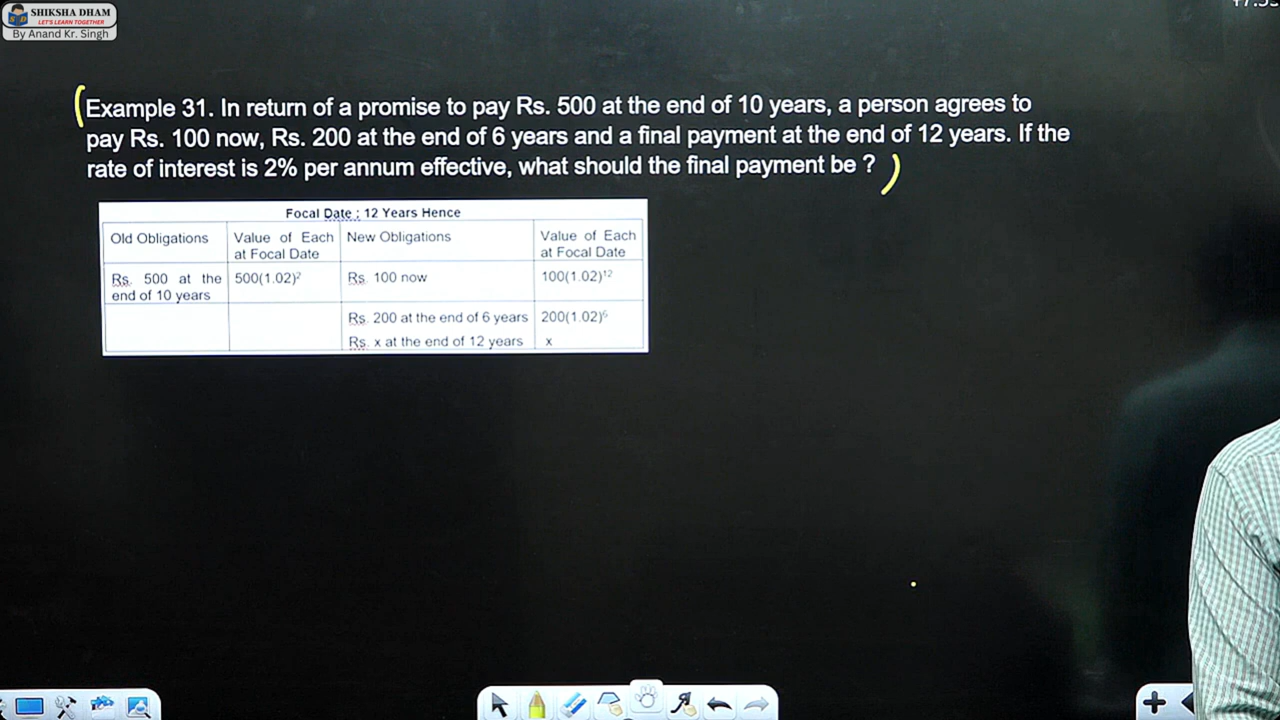 SHIKSHA DHAM
LET'S LEARN TOGETHER
By Anand Kr. Singh
Example 31. In return of a promise to pay Rs. 500 at the end of 10 years, a person agrees to
pay Rs. 100 now, Rs. 200 at the end of 6 years and a final payment at the end of 12 years. If the
rate of interest is 2% per annum effective, what should the final payment be ?
Focal Date : 12 Years Hence
Old Obligations
Value of Each
at Focal Date
New Obligations
Value of Each
at Focal Date
Rs. 500 at the
end of 10 years
500(1.02)²
Rs. 100 now
100(1.02)¹²
Rs. 200 at the end of 6 years
200(1.02)⁶
Rs. x at the end of 12 years
x